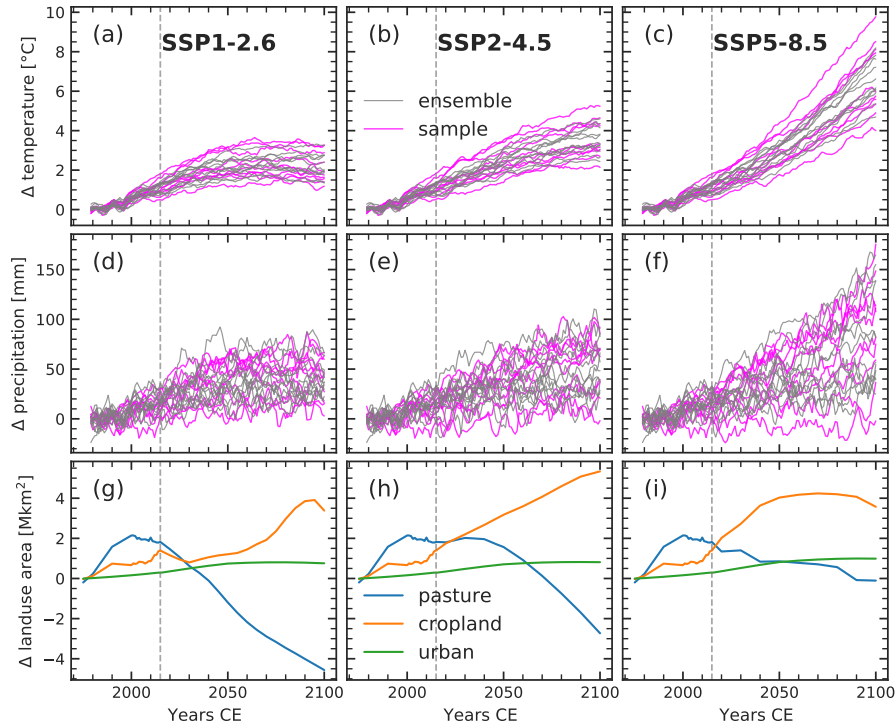 (a) SSP1-2.6
(b) SSP2-4.5
(c) SSP5-8.5
Δ temperature [°C]
10
8
6
4
2
0
ensemble
sample
(d)
(e)
(f)
Δ precipitation [mm]
150
100
50
0
(g)
(h)
(i)
Δ landuse area [Mkm²]
4
2
0
−2
−4
pasture
cropland
urban
2000 2050 2100
2000 2050 2100
2000 2050 2100
Years CE
Years CE
Years CE